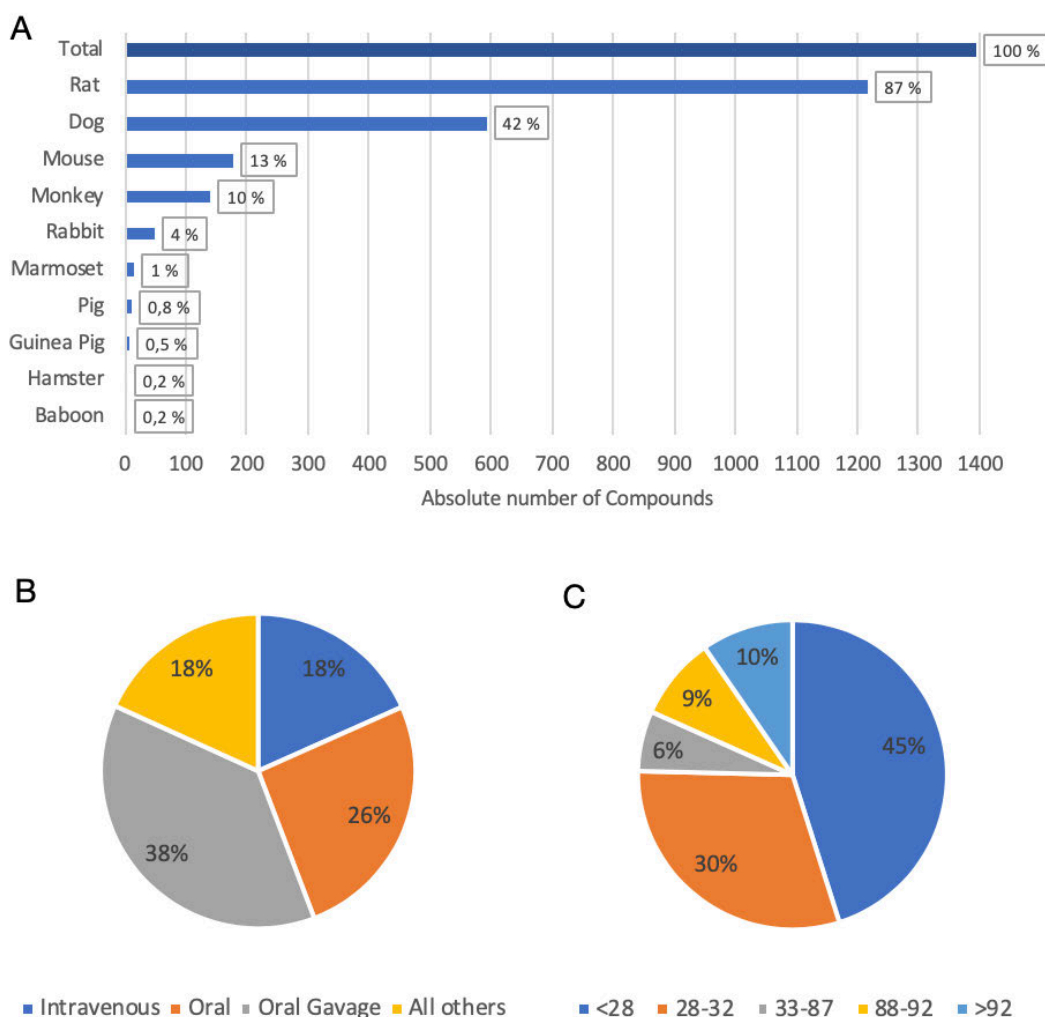 A
Total 100 %
Rat 87 %
Dog 42 %
Mouse 13 %
Monkey 10 %
Rabbit 4 %
Marmoset 1 %
Pig 0,8 %
Guinea Pig 0,5 %
Hamster 0,2 %
Baboon 0,2 %
0 100 200 300 400 500 600 700 800 900 1000 1100 1200 1300 1400
Absolute number of Compounds
B
18% 18%
26%
38%
Intravenous Oral Oral Gavage All others
C
10%
9%
45%
6%
30%
<28 28-32 33-87 88-92 >92